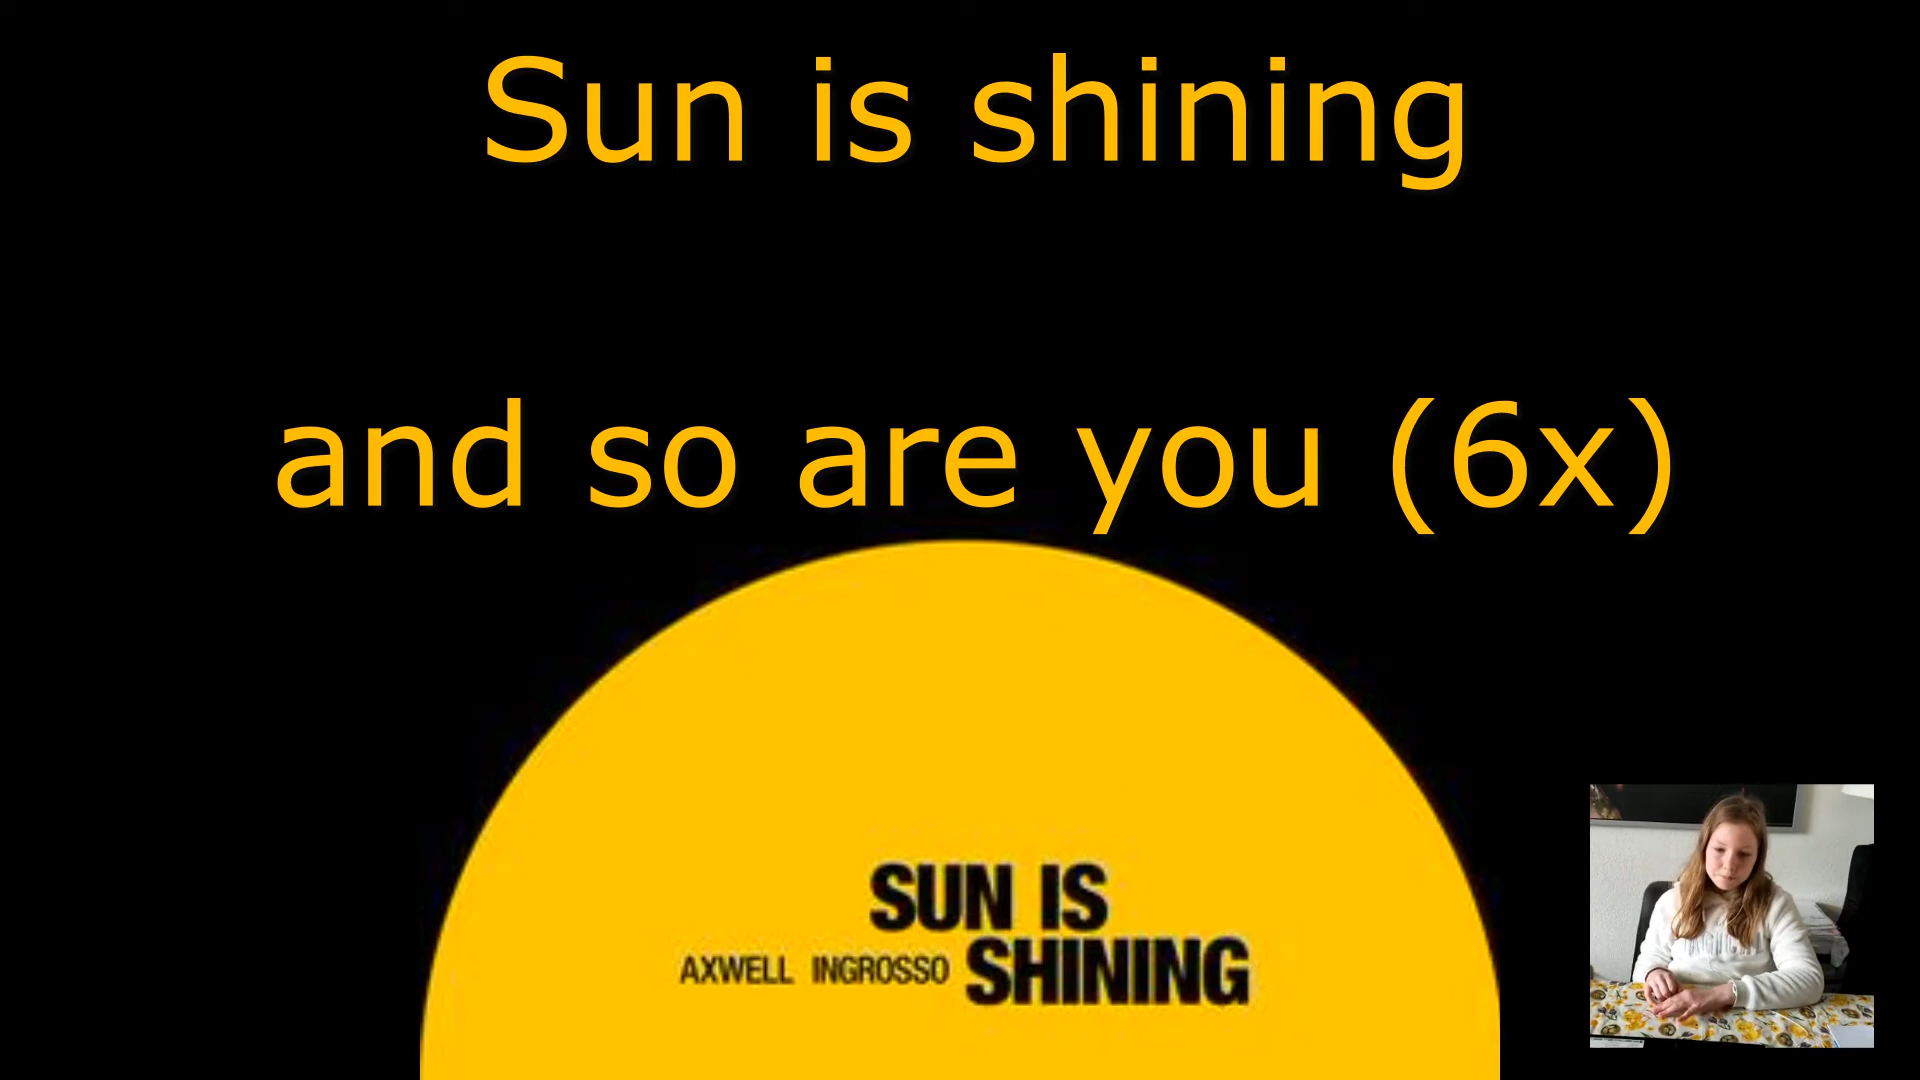 Sun is shining
and so are you (6x)
SUN IS
AXWELL INGROSSO SHINING